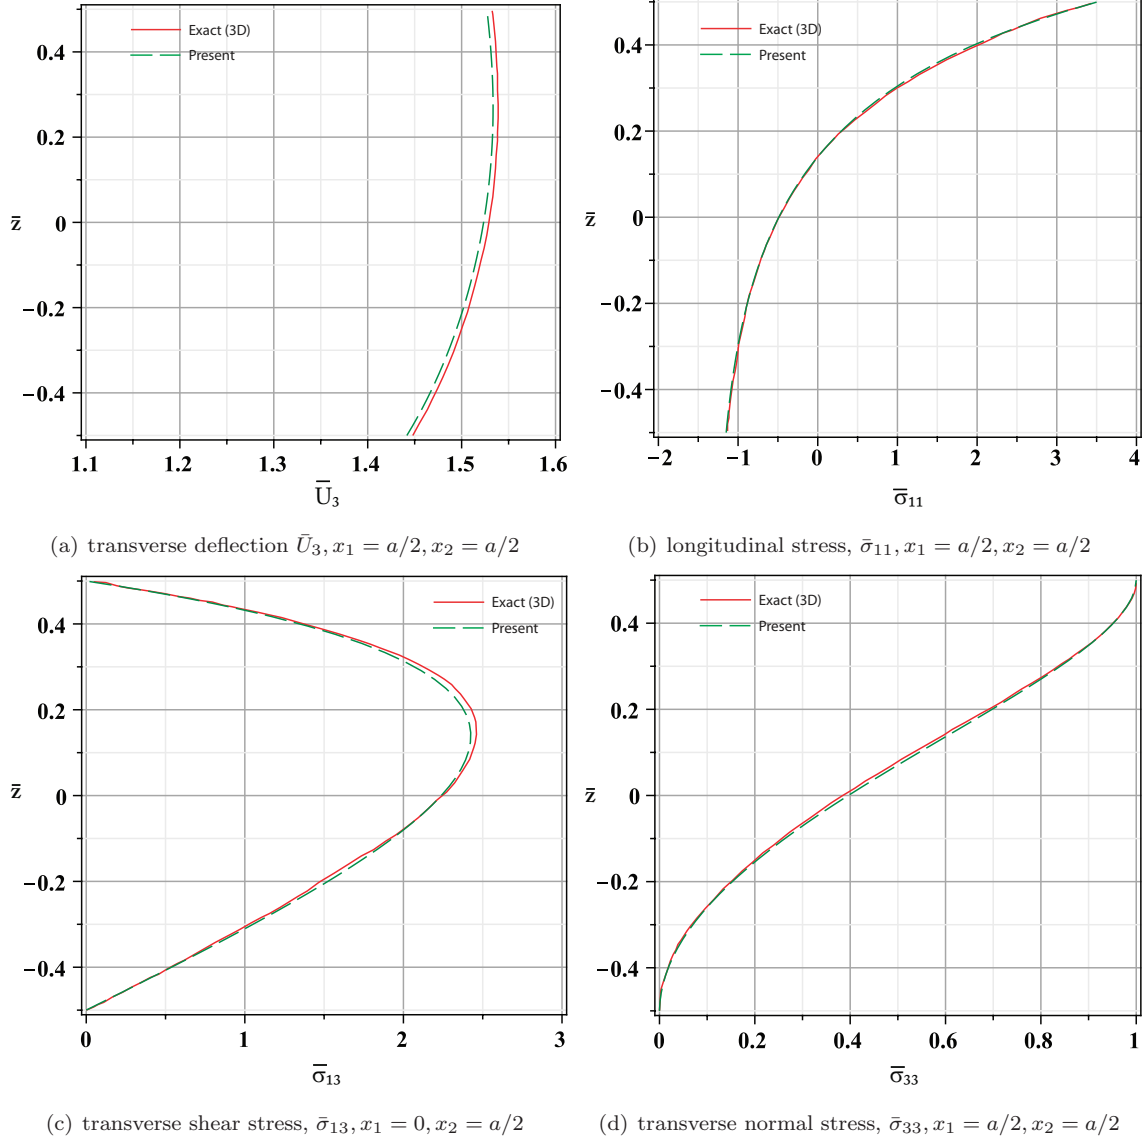 Exact (3D)
Present
0.4
0.2
0
−0.2
−0.4
z̄
1.1 1.2 1.3 1.4 1.5 1.6
U̅₃
(a) transverse deflection Ū₃, x₁ = a/2, x₂ = a/2
Exact (3D)
Present
0.4
0.2
0
−0.2
−0.4
z̄
−2 −1 0 1 2 3 4
σ̄₁₁
(b) longitudinal stress, σ̄₁₁, x₁ = a/2, x₂ = a/2
Exact (3D)
Present
0.4
0.2
0
−0.2
−0.4
z̄
0 1 2 3
σ̄₁₃
(c) transverse shear stress, σ̄₁₃, x₁ = 0, x₂ = a/2
Exact (3D)
Present
0.4
0.2
0
−0.2
−0.4
z̄
0 0.2 0.4 0.6 0.8 1
σ̄₃₃
(d) transverse normal stress, σ̄₃₃, x₁ = a/2, x₂ = a/2